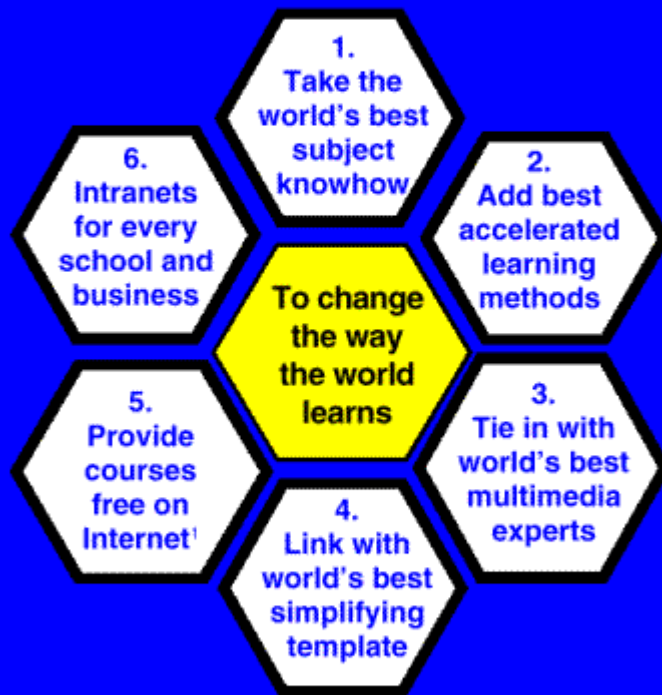 1.
Take the
world's best
subject
knowhow
2.
Add best
accelerated
learning
methods
3.
Tie in with
world's best
multimedia
experts
4.
Link with
world's best
simplifying
template
5.
Provide
courses
free on
Internet¹
6.
Intranets
for every
school and
business
To change
the way
the world
learns